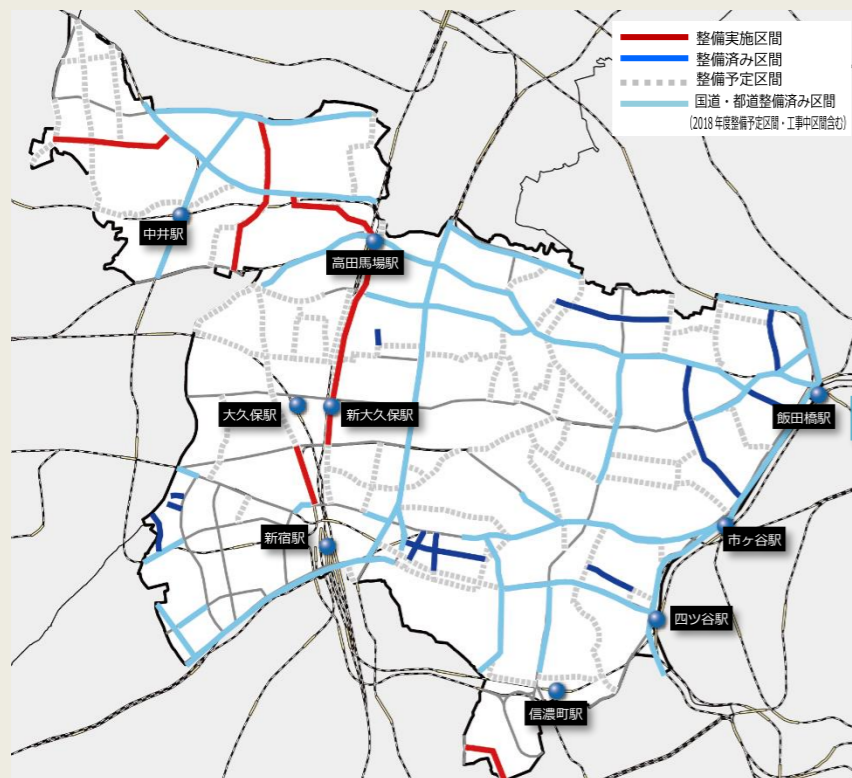 整備実施区間
整備済み区間
整備予定区間
国道・都道整備済み区間
(2018年度整備予定区間・工事中区間含む)
中井駅
高田馬場駅
大久保駅
新大久保駅
飯田橋駅
新宿駅
市ヶ谷駅
四ツ谷駅
信濃町駅